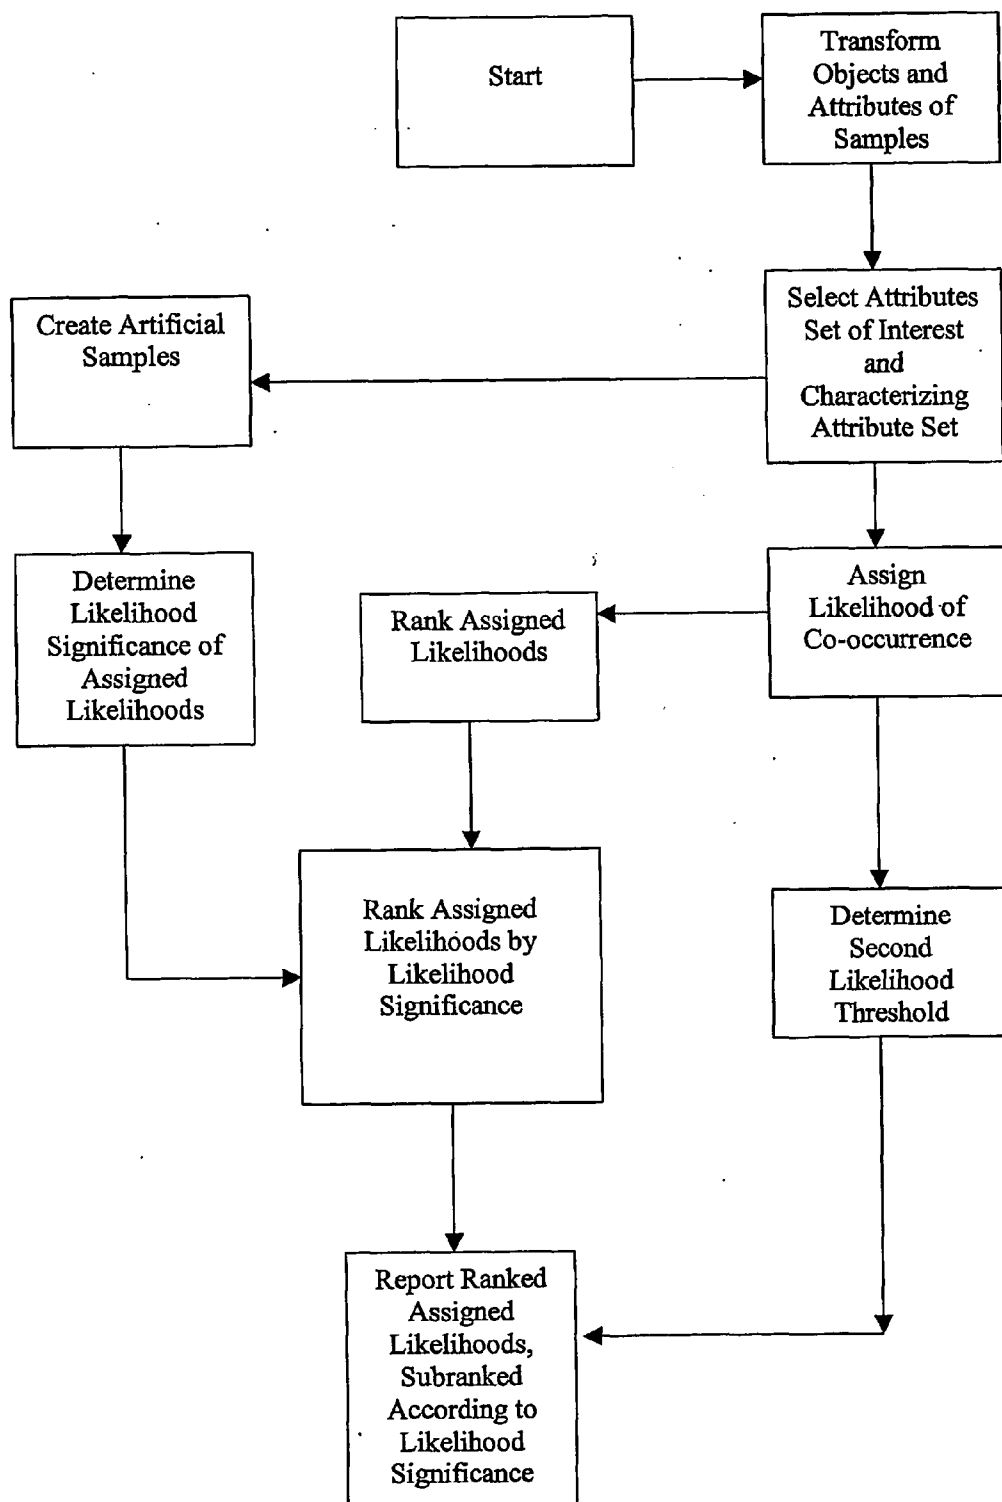 Start
Transform
Objects and
Attributes of
Samples
Select Attributes
Set of Interest
and
Characterizing
Attribute Set
Create Artificial
Samples
Determine
Likelihood
Significance of
Assigned
Likelihoods
Rank Assigned
Likelihoods
Assign
Likelihood of
Co-occurrence
Rank Assigned
Likelihoods by
Likelihood
Significance
Determine
Second
Likelihood
Threshold
Report Ranked
Assigned
Likelihoods,
Subranked
According to
Likelihood
Significance